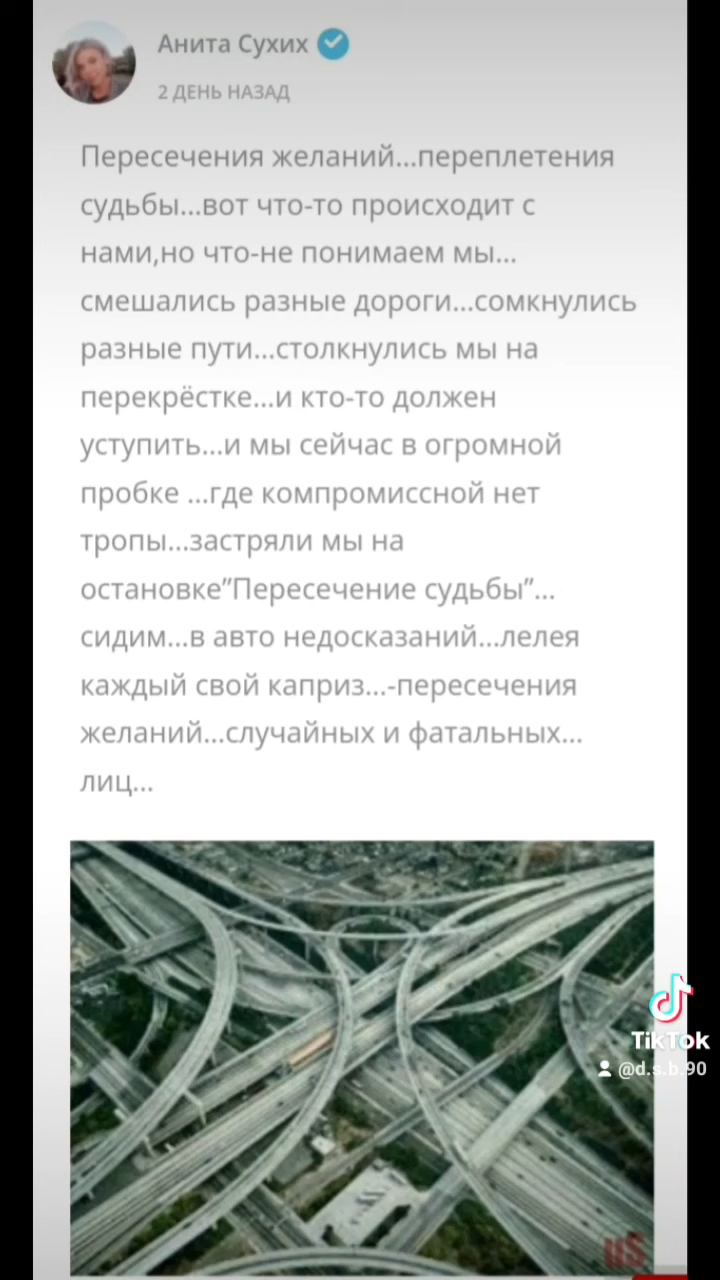 Анита Сухих
2 ДЕНЬ НАЗАД
Пересечения желаний...переплетения
судьбы...вот что-то происходит с
нами,но что-не понимаем мы...
смешались разные дороги...сомкнулись
разные пути...столкнулись мы на
перекрёстке...и кто-то должен
уступить...и мы сейчас в огромной
пробке ...где компромиссной нет
тропы...застряли мы на
остановке”Пересечение судьбы”...
сидим...в авто недосказаний...лелея
каждый свой каприз...-пересечения
желаний...случайных и фатальных...
лиц...
TikTok
@d.s.b.90
uS